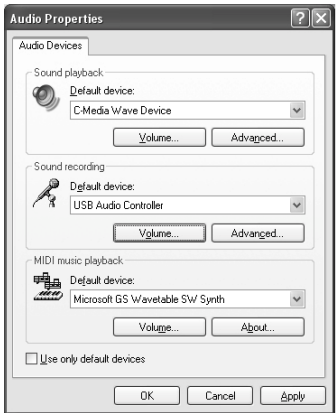 Audio Properties
Audio Devices
Sound playback
Default device:
C-Media Wave Device
Volume... Advanced...
Sound recording
Default device:
USB Audio Controller
Volume... Advanced...
MIDI music playback
Default device:
Microsoft GS Wavetable SW Synth
Volume... About...
Use only default devices
OK Cancel Apply